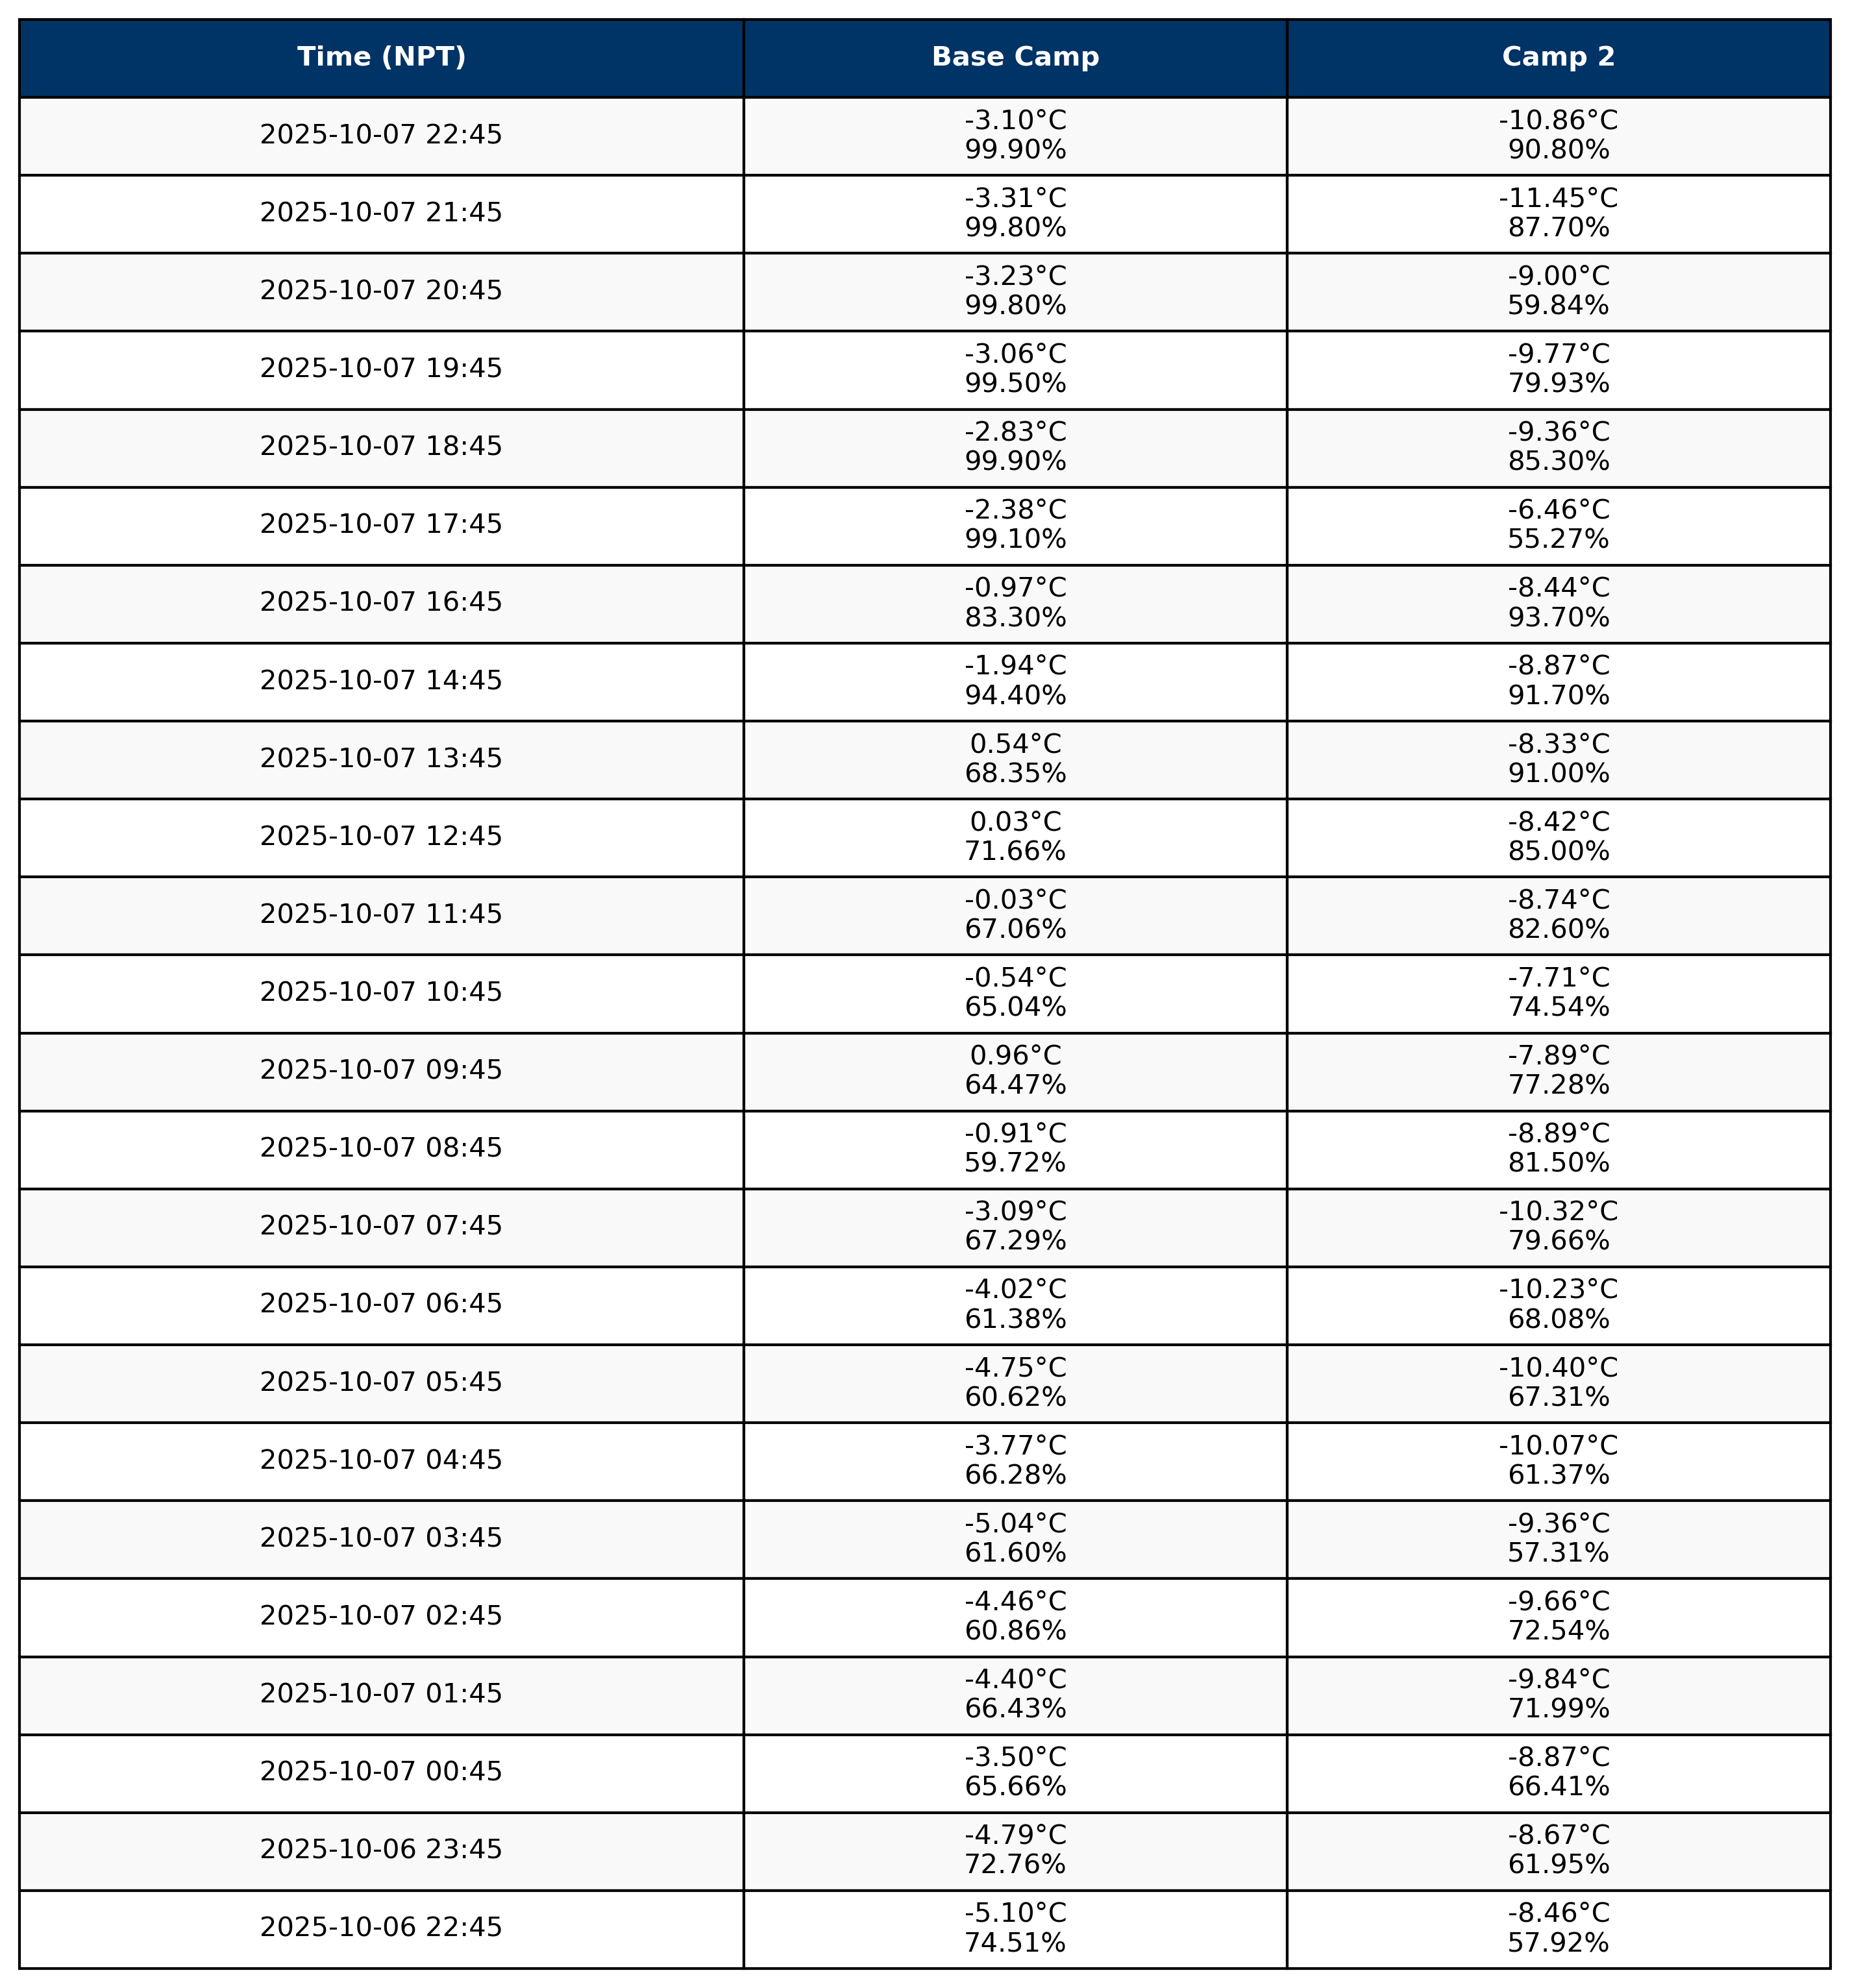 Time (NPT) Base Camp Camp 2
2025-10-07 22:45 -3.10°C -10.86°C
99.90% 90.80%
2025-10-07 21:45 -3.31°C -11.45°C
99.80% 87.70%
2025-10-07 20:45 -3.23°C -9.00°C
99.80% 59.84%
2025-10-07 19:45 -3.06°C -9.77°C
99.50% 79.93%
2025-10-07 18:45 -2.83°C -9.36°C
99.90% 85.30%
2025-10-07 17:45 -2.38°C -6.46°C
99.10% 55.27%
2025-10-07 16:45 -0.97°C -8.44°C
83.30% 93.70%
2025-10-07 14:45 -1.94°C -8.87°C
94.40% 91.70%
2025-10-07 13:45 0.54°C -8.33°C
68.35% 91.00%
2025-10-07 12:45 0.03°C -8.42°C
71.66% 85.00%
2025-10-07 11:45 -0.03°C -8.74°C
67.06% 82.60%
2025-10-07 10:45 -0.54°C -7.71°C
65.04% 74.54%
2025-10-07 09:45 0.96°C -7.89°C
64.47% 77.28%
2025-10-07 08:45 -0.91°C -8.89°C
59.72% 81.50%
2025-10-07 07:45 -3.09°C -10.32°C
67.29% 79.66%
2025-10-07 06:45 -4.02°C -10.23°C
61.38% 68.08%
2025-10-07 05:45 -4.75°C -10.40°C
60.62% 67.31%
2025-10-07 04:45 -3.77°C -10.07°C
66.28% 61.37%
2025-10-07 03:45 -5.04°C -9.36°C
61.60% 57.31%
2025-10-07 02:45 -4.46°C -9.66°C
60.86% 72.54%
2025-10-07 01:45 -4.40°C -9.84°C
66.43% 71.99%
2025-10-07 00:45 -3.50°C -8.87°C
65.66% 66.41%
2025-10-06 23:45 -4.79°C -8.67°C
72.76% 61.95%
2025-10-06 22:45 -5.10°C -8.46°C
74.51% 57.92%